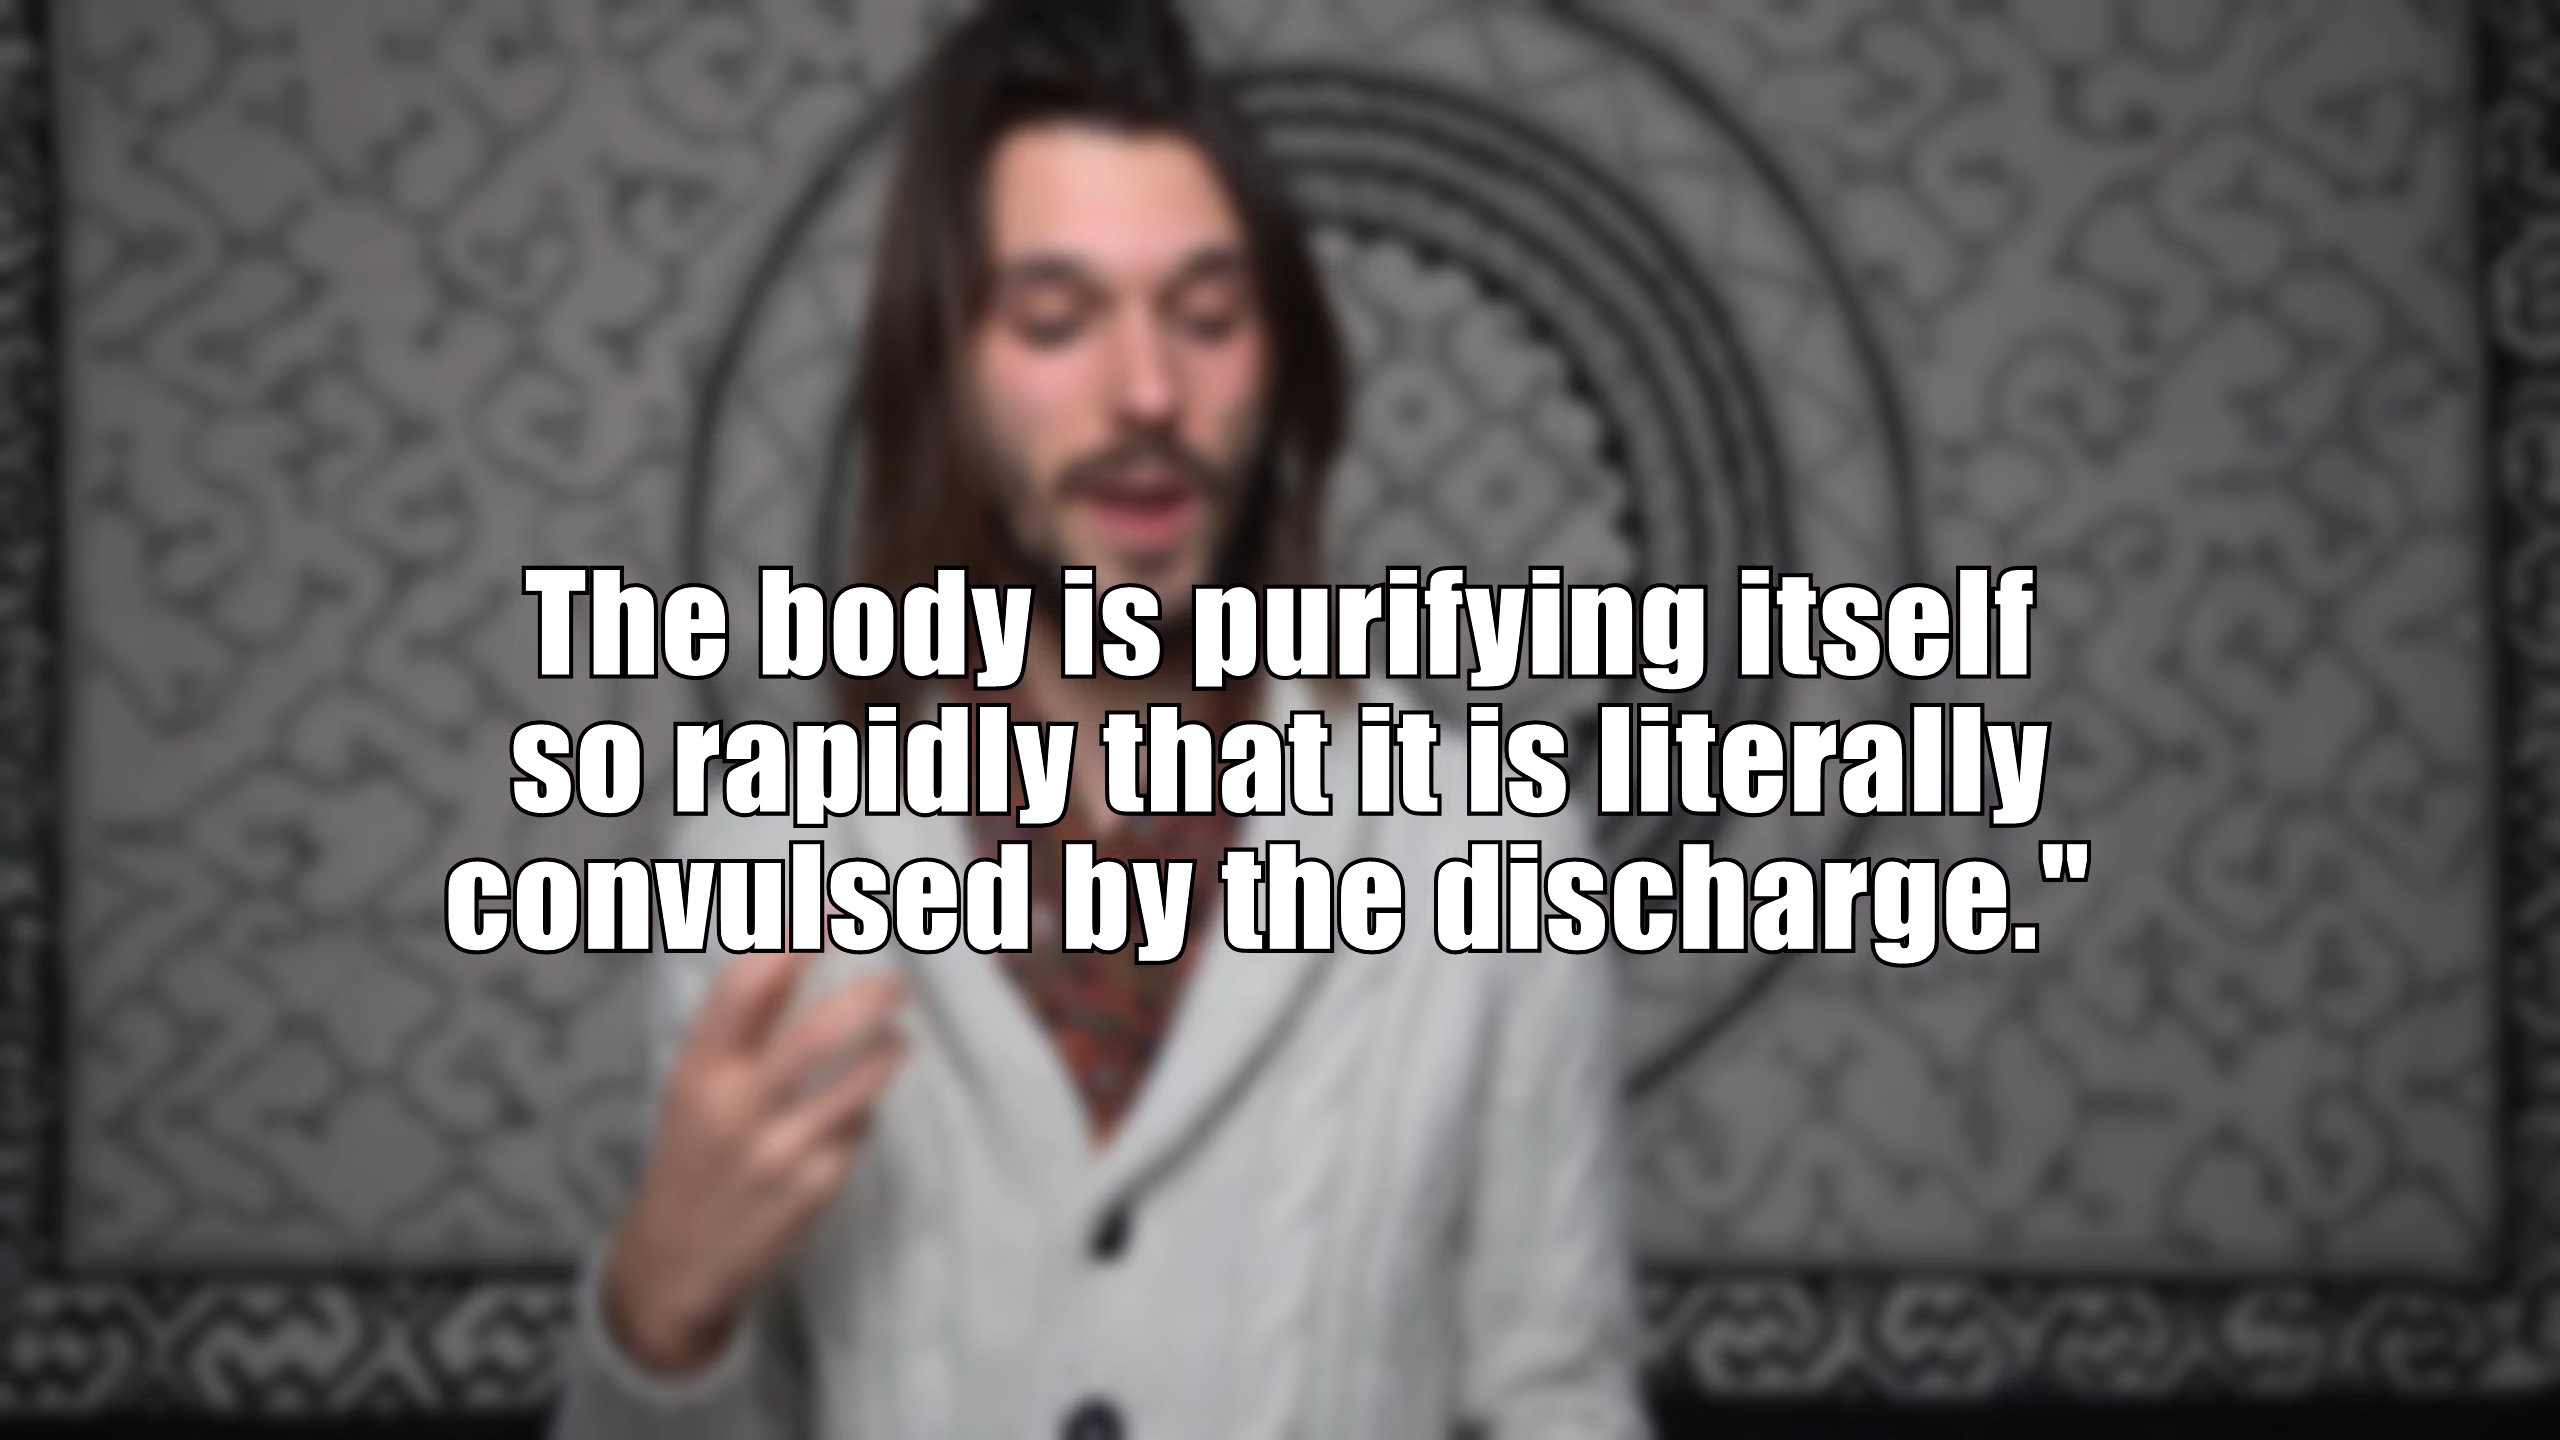 The body is purifying itself
so rapidly that it is literally
convulsed by the discharge."